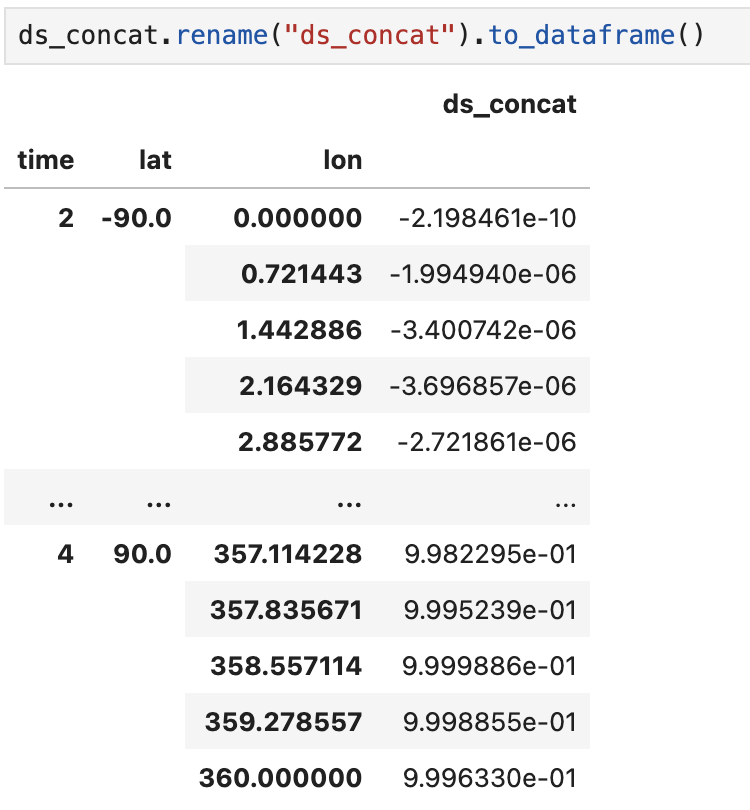 ds_concat.rename("ds_concat").to_dataframe()
ds_concat
time lat lon
2 -90.0 0.000000 -2.198461e-10
0.721443 -1.994940e-06
1.442886 -3.400742e-06
2.164329 -3.696857e-06
2.885772 -2.721861e-06
... ... ... ...
4 90.0 357.114228 9.982295e-01
357.835671 9.995239e-01
358.557114 9.999886e-01
359.278557 9.998855e-01
360.000000 9.996330e-01